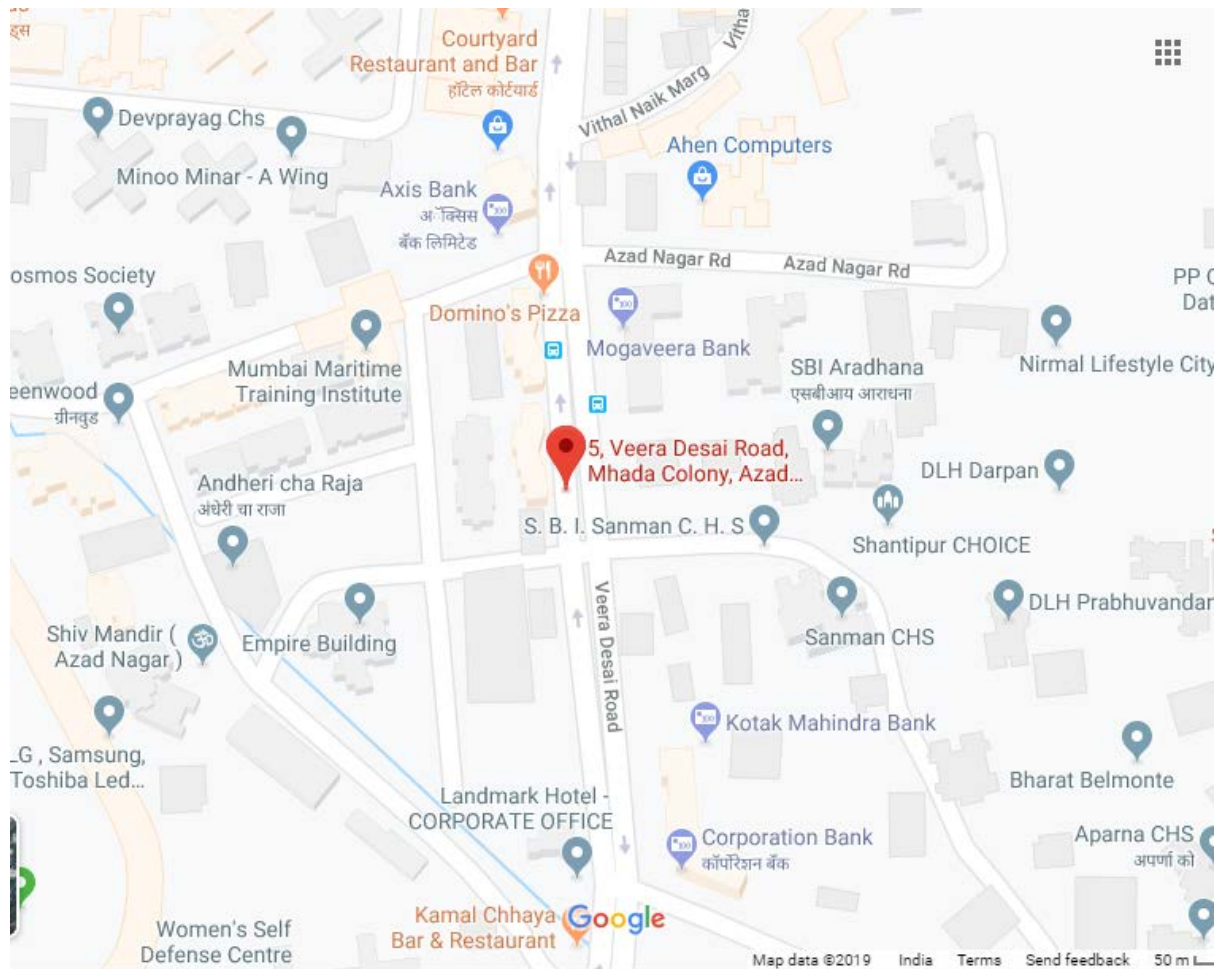 ड्स
Courtyard
Restaurant and Bar
हॉटेल कोर्टयार्ड
Vithal Naik Marg
Devprayag Chs
Minoo Minar - A Wing
Ahen Computers
Axis Bank
अॅक्सिस
बँक लिमिटेड
Azad Nagar Rd
Azad Nagar Rd
osmos Society
Domino's Pizza
Mogaveera Bank
Mumbai Maritime
Training Institute
SBI Aradhana
एसबीआय आराधना
PP
Dat
Nirmal Lifestyle City
eenwood
ग्रीनवुड
5, Veera Desai Road,
Mhada Colony, Azad...
DLH Darpan
Andheri cha Raja
अंधेरी चा राजा
S. B. I. Sanman C. H. S
Shantipur CHOICE
Veera Desai Road
DLH Prabhuvandan
Shiv Mandir (
Azad Nagar )
Empire Building
Sanman CHS
Kotak Mahindra Bank
G , Samsung,
Toshiba Led...
Bharat Belmonte
Landmark Hotel -
CORPORATE OFFICE
Corporation Bank
कॉर्पोरेशन बँक
Aparna CHS
अपर्णा को
Kamal Chhaya
Bar & Restaurant
Google
Women's Self
Defense Centre
Map data ©2019 India Terms Send feedback 50 m